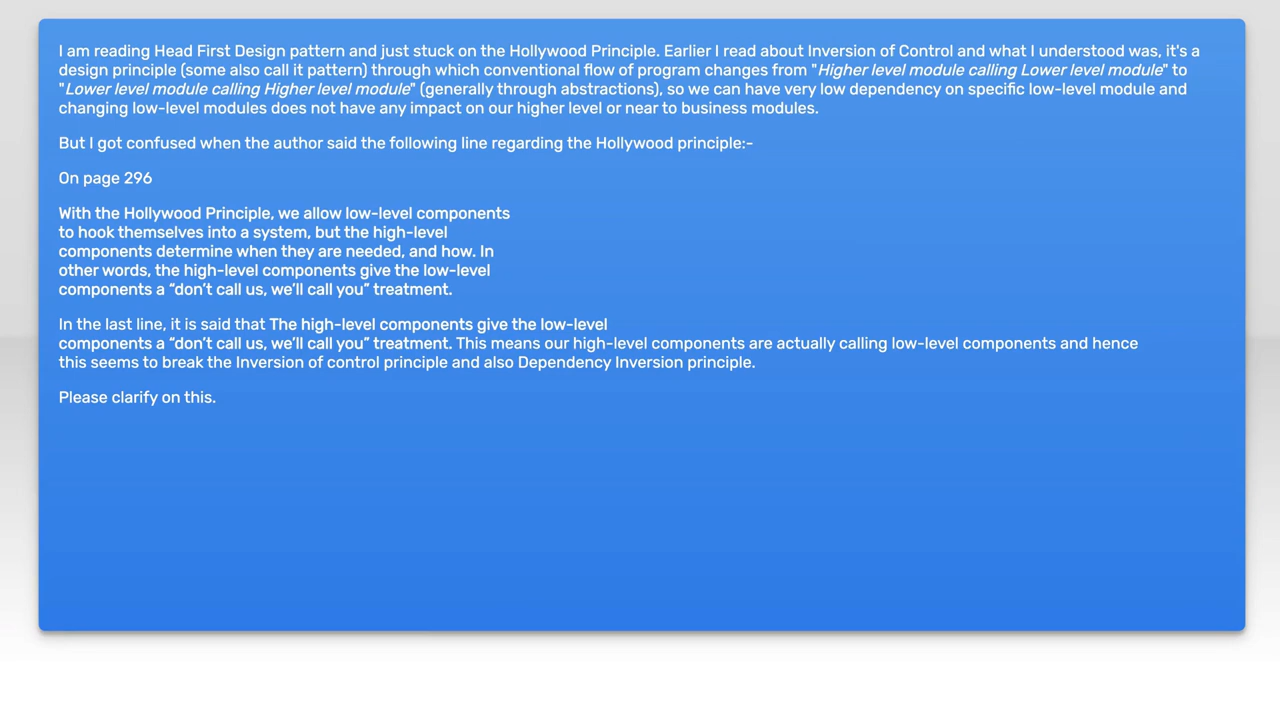 I am reading Head First Design pattern and just stuck on the Hollywood Principle. Earlier I read about Inversion of Control and what I understood was, it's a
design principle (some also call it pattern) through which conventional flow of program changes from "Higher level module calling Lower level module" to
"Lower level module calling Higher level module" (generally through abstractions), so we can have very low dependency on specific low-level module and
changing low-level modules does not have any impact on our higher level or near to business modules.
But I got confused when the author said the following line regarding the Hollywood principle:-
On page 296
With the Hollywood Principle, we allow low-level components
to hook themselves into a system, but the high-level
components determine when they are needed, and how. In
other words, the high-level components give the low-level
components a “don’t call us, we’ll call you” treatment.
In the last line, it is said that The high-level components give the low-level
components a “don’t call us, we’ll call you” treatment. This means our high-level components are actually calling low-level components and hence
this seems to break the Inversion of control principle and also Dependency Inversion principle.
Please clarify on this.